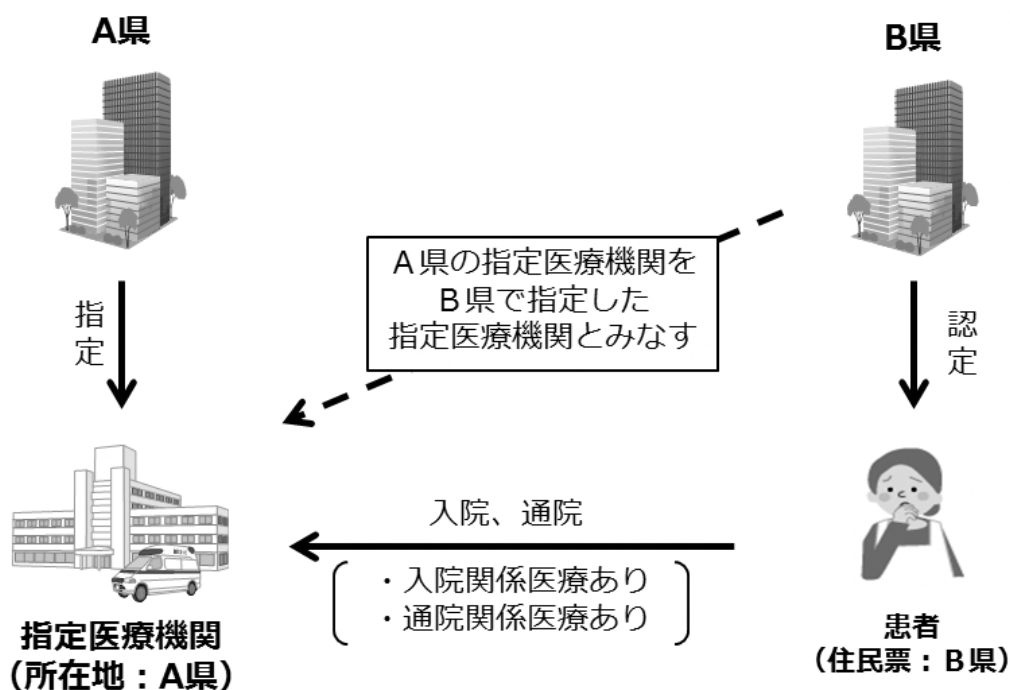 A県
B県
A県の指定医療機関を
B県で指定した
指定医療機関とみなす
指定
認定
入院、通院
・入院関係医療あり
・通院関係医療あり
指定医療機関
（所在地：A県）
患者
（住民票：B県）